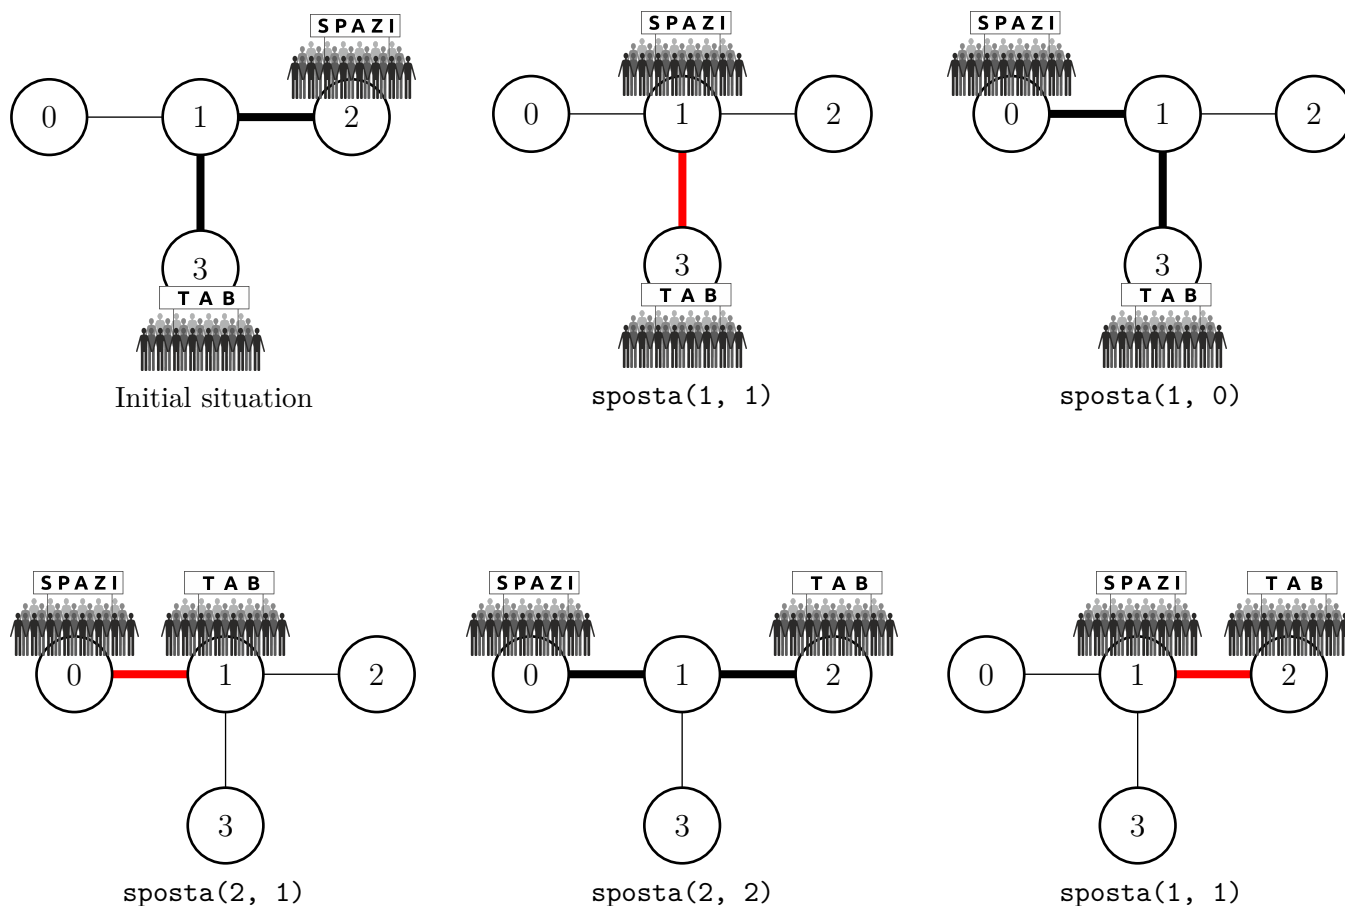 SPAZI
0 1 2
3
TAB
Initial situation
SPAZI
0 1 2
3
TAB
sposta(1, 1)
SPAZI
0 1 2
3
TAB
sposta(1, 0)
SPAZI TAB
0 1 2
3
sposta(2, 1)
SPAZI TAB
0 1 2
3
sposta(2, 2)
SPAZI TAB
0 1 2
3
sposta(1, 1)